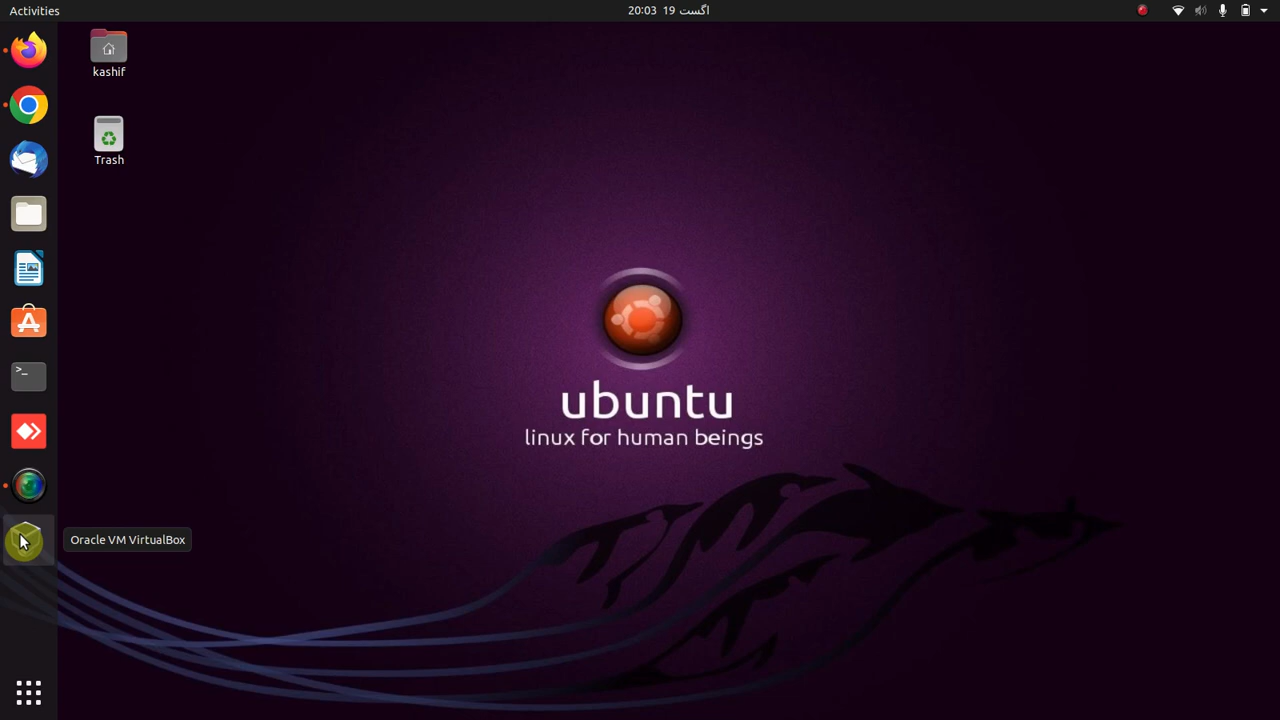 Activities
20:03 19 اگست
kashif
Trash
>_
ubuntu
linux for human beings
Oracle VM VirtualBox